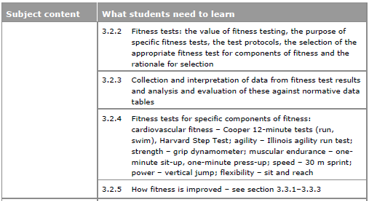 Subject content What students need to learn
3.2.2 Fitness tests: the value of fitness testing, the purpose of
specific fitness tests, the test protocols, the selection of the
appropriate fitness test for components of fitness and the
rationale for selection
3.2.3 Collection and interpretation of data from fitness test results
and analysis and evaluation of these against normative data
tables
3.2.4 Fitness tests for specific components of fitness:
cardiovascular fitness – Cooper 12-minute tests (run,
swim), Harvard Step Test; agility – Illinois agility run test;
strength – grip dynamometer; muscular endurance – one-
minute sit-up, one-minute press-up; speed – 30 m sprint;
power – vertical jump; flexibility – sit and reach
3.2.5 How fitness is improved – see section 3.3.1–3.3.3